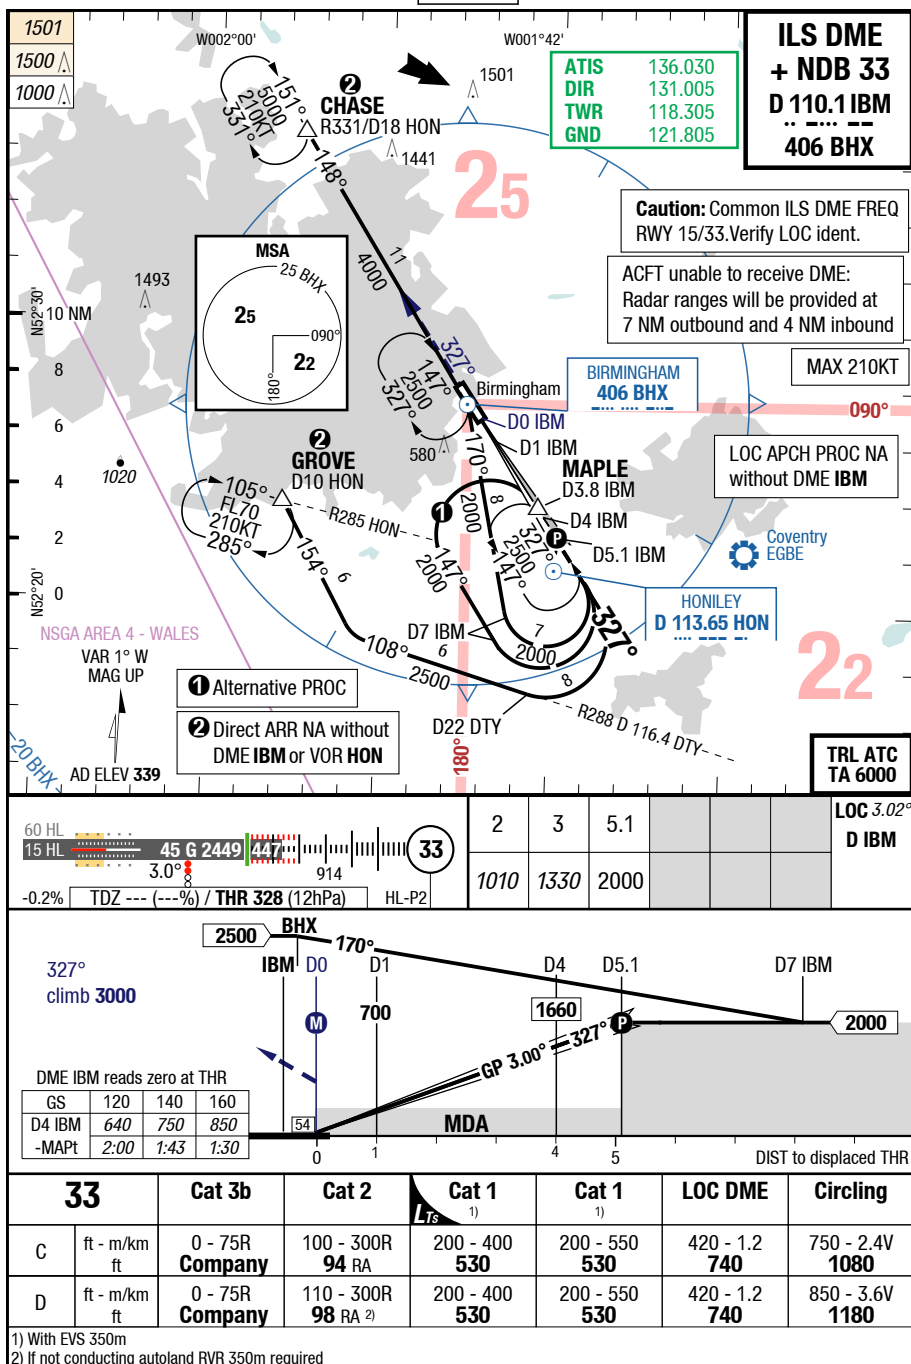 1501
1500
1000
W002°00'
W001°42'
ATIS 136.030
DIR 131.005
TWR 118.305
GND 121.805
ILS DME
+ NDB 33
D 110.1 IBM
406 BHX
151°
5000
210KT
331°
2
CHASE
R331/D18 HON
1501
1441
148°
25
Caution: Common ILS DME FREQ
RWY 15/33.Verify LOC ident.
ACFT unable to receive DME:
Radar ranges will be provided at
7 NM outbound and 4 NM inbound
MAX 210KT
MSA
25 BHX
25
090°
22
180°
1493
N52°30'
10 NM
8
6
4
2
0
N52°20'
11
4000
327°
147°
2500
327°
Birmingham
BIRMINGHAM
406 BHX
090°
D0 IBM
D1 IBM
580
LOC APCH PROC NA
without DME IBM
1020
2
GROVE
D10 HON
105°
FL70
210KT
285°
R285 HON
154°
6
170°
8
2000
MAPLE
D3.8 IBM
D4 IBM
P
D5.1 IBM
1
147°
2000
327°
2500
147°
Coventry
EGBE
HONILEY
D 113.65 HON
327°
D7 IBM
7
2000
8
6
108°
2500
D22 DTY
R288 D 116.4 DTY
180°
22
NSGA AREA 4 - WALES
VAR 1° W
MAG UP
AD ELEV 339
20 BHX
1 Alternative PROC
2 Direct ARR NA without
DME IBM or VOR HON
TRL ATC
TA 6000
60 HL
15 HL
45 G 2449
447
33
3.0°
914
-0.2%
TDZ --- (---%) / THR 328 (12hPa)
HL-P2
2 3 5.1
LOC 3.02°
D IBM
1010 1330 2000
2500
BHX
170°
327°
climb 3000
IBM D0 D1 D4 D5.1 D7 IBM
700
1660
M
P
2000
GP 3.00°
327°
DME IBM reads zero at THR
GS 120 140 160
D4 IBM 640 750 850
-MAPt 2:00 1:43 1:30
54
MDA
0 1 4 5
DIST to displaced THR
33 Cat 3b Cat 2 LTs Cat 1 1) Cat 1 1) LOC DME Circling
C ft - m/km 0 - 75R 100 - 300R 200 - 400 200 - 550 420 - 1.2 750 - 2.4V
ft Company 94 RA 530 530 740 1080
D ft - m/km 0 - 75R 110 - 300R 200 - 400 200 - 550 420 - 1.2 850 - 3.6V
ft Company 98 RA 2) 530 530 740 1180
1) With EVS 350m
2) If not conducting autoland RVR 350m required